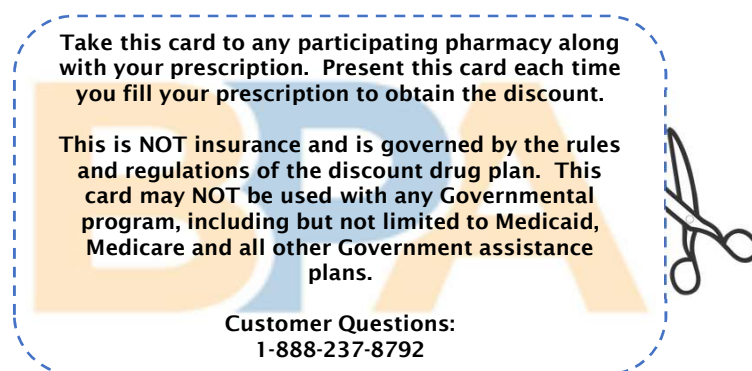 BPA
Take this card to any participating pharmacy along
with your prescription.  Present this card each time
you fill your prescription to obtain the discount.
This is NOT insurance and is governed by the rules
and regulations of the discount drug plan.  This
card may NOT be used with any Governmental
program, including but not limited to Medicaid,
Medicare and all other Government assistance
plans.
Customer Questions:
1-888-237-8792